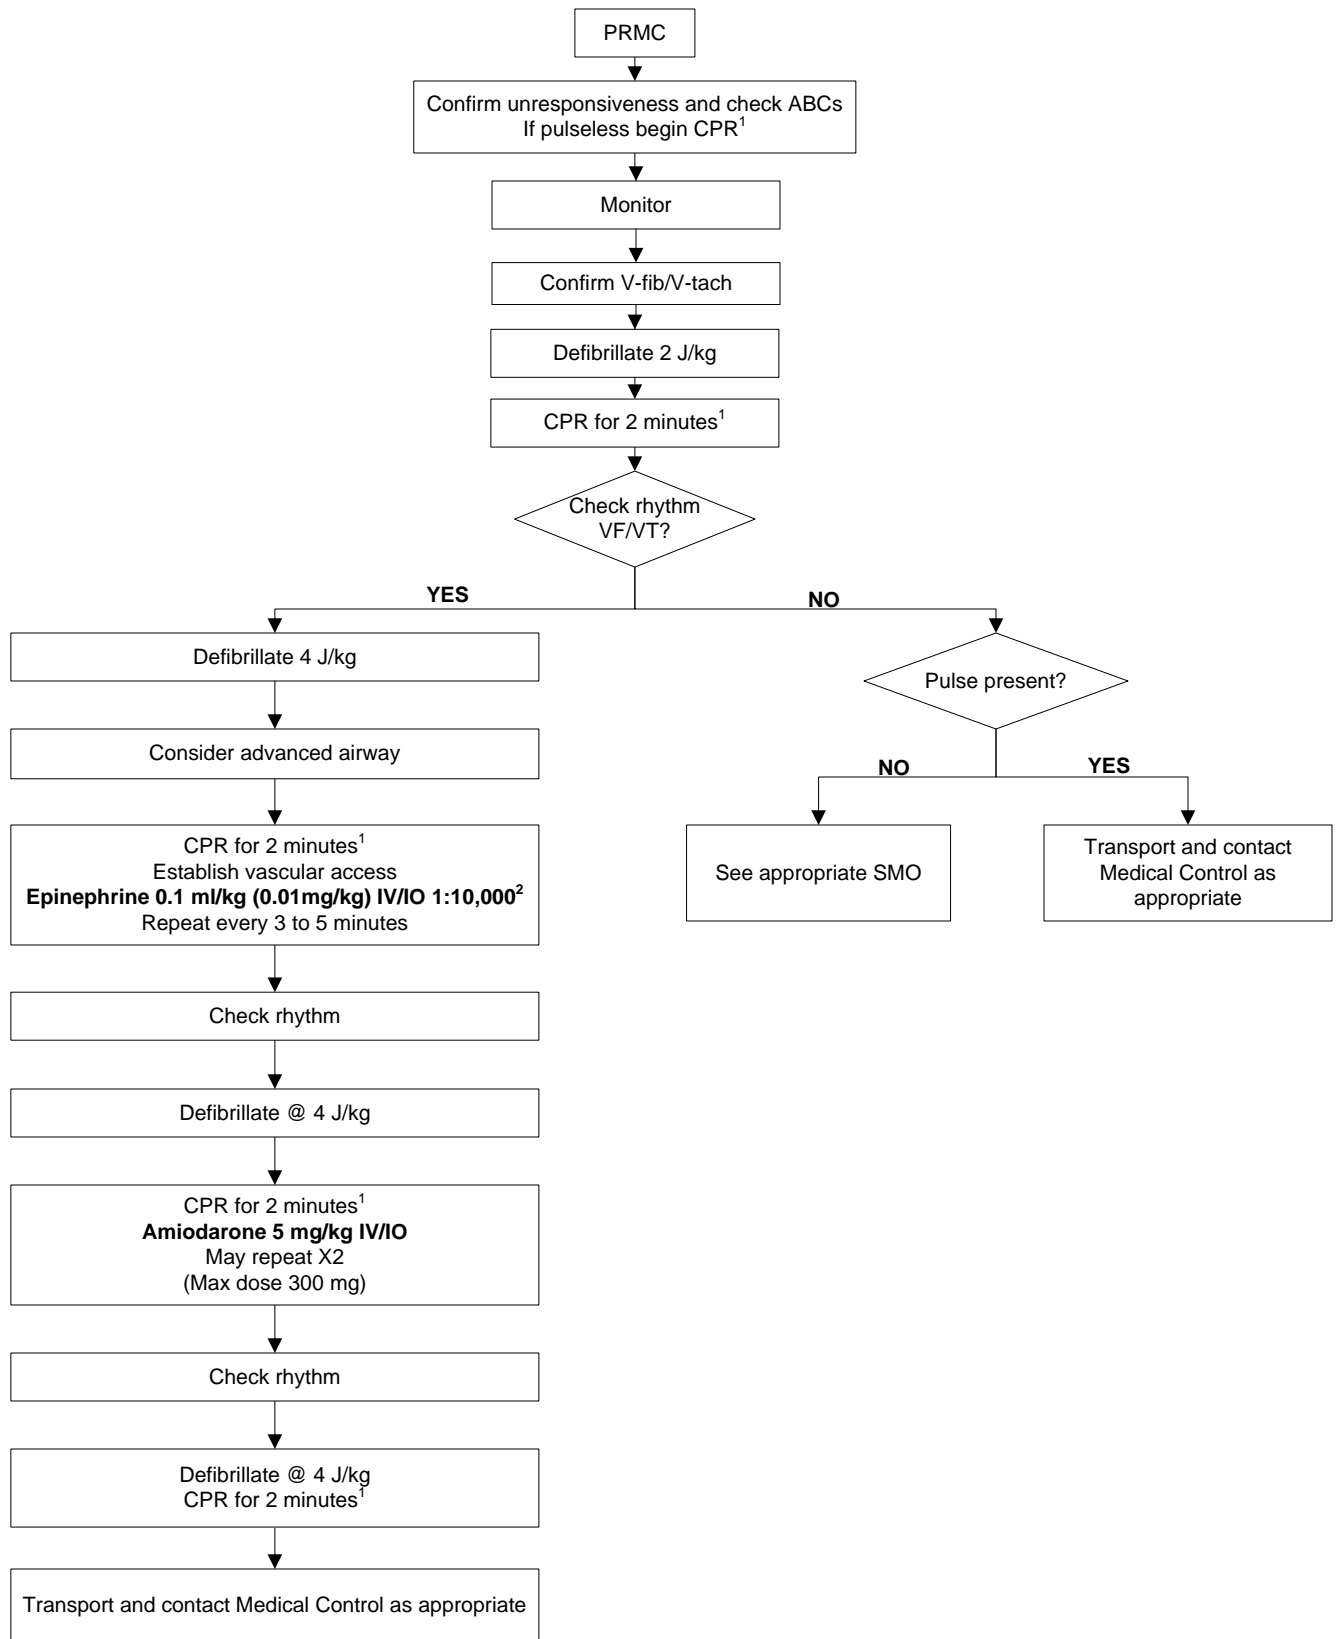 PRMC
Confirm unresponsiveness and check ABCs
If pulseless begin CPR¹
Monitor
Confirm V-fib/V-tach
Defibrillate 2 J/kg
CPR for 2 minutes¹
Check rhythm
VF/VT?
YES
NO
Defibrillate 4 J/kg
Consider advanced airway
CPR for 2 minutes¹
Establish vascular access
Epinephrine 0.1 ml/kg (0.01mg/kg) IV/IO 1:10,000²
Repeat every 3 to 5 minutes
Check rhythm
Defibrillate @ 4 J/kg
CPR for 2 minutes¹
Amiodarone 5 mg/kg IV/IO
May repeat X2
(Max dose 300 mg)
Check rhythm
Defibrillate @ 4 J/kg
CPR for 2 minutes¹
Transport and contact Medical Control as appropriate
Pulse present?
NO
YES
See appropriate SMO
Transport and contact
Medical Control as
appropriate